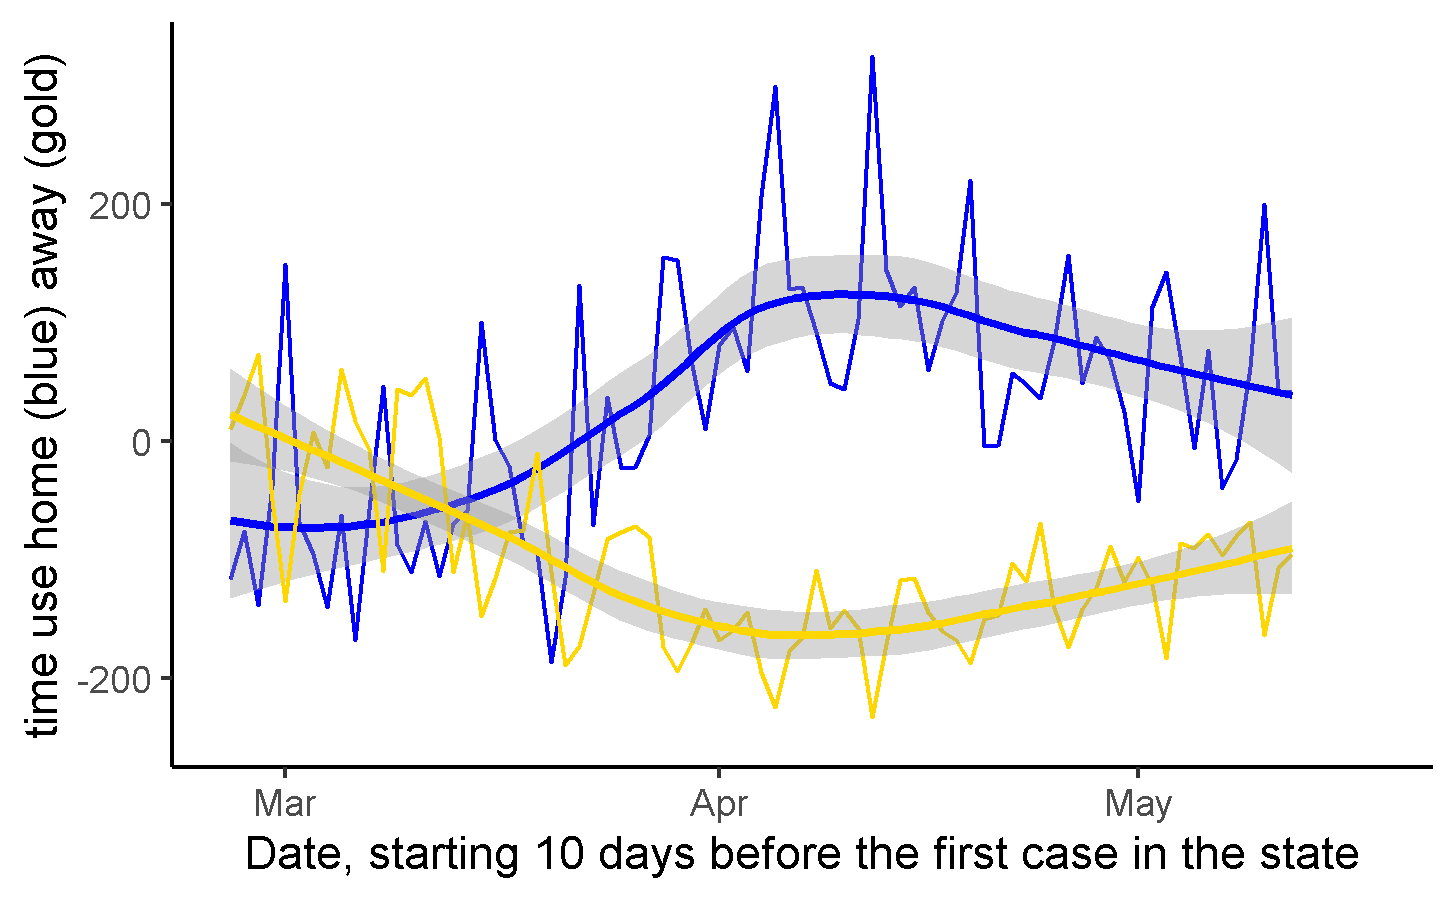 time use home (blue) away (gold)
200
0
-200
Mar
Apr
May
Date, starting 10 days before the first case in the state